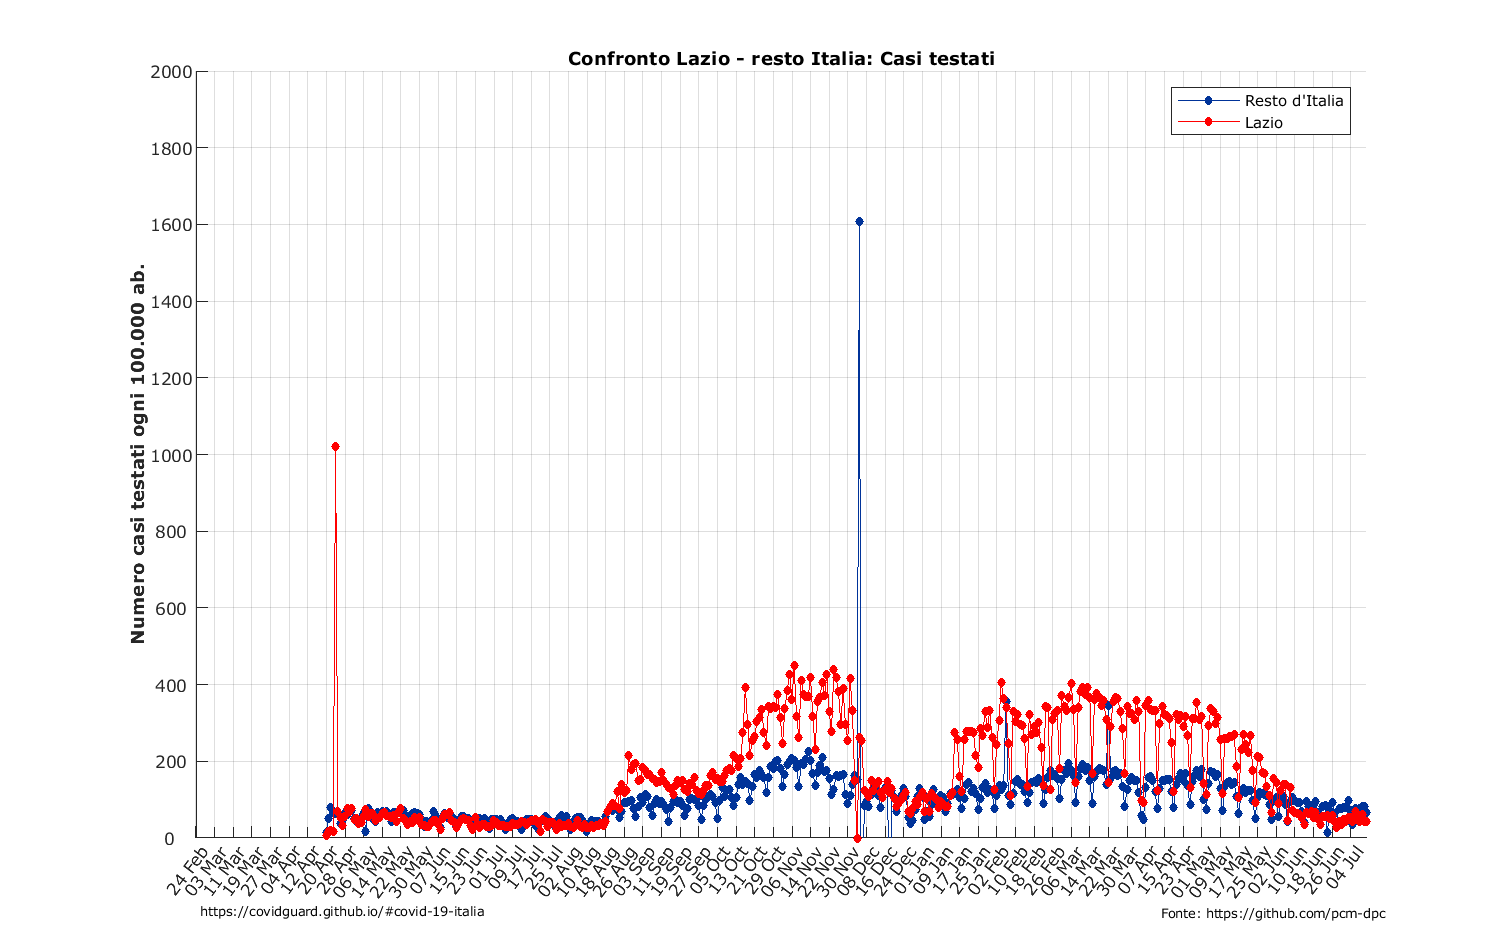 Confronto Lazio - resto Italia: Casi testati
Resto d'Italia
Lazio
Numero casi testati ogni 100.000 ab.
2000
1800
1600
1400
1200
1000
800
600
400
200
0
24 Feb
03 Mar
11 Mar
19 Mar
27 Mar
04 Apr
12 Apr
20 Apr
28 Apr
06 May
14 May
22 May
30 May
07 Jun
15 Jun
23 Jun
01 Jul
09 Jul
17 Jul
25 Jul
02 Aug
10 Aug
18 Aug
26 Aug
03 Sep
11 Sep
19 Sep
27 Sep
05 Oct
13 Oct
21 Oct
29 Oct
06 Nov
14 Nov
22 Nov
30 Nov
08 Dec
16 Dec
24 Dec
01 Jan
09 Jan
17 Jan
25 Jan
02 Feb
10 Feb
18 Feb
26 Feb
06 Mar
14 Mar
22 Mar
30 Mar
07 Apr
15 Apr
23 Apr
01 May
09 May
17 May
25 May
02 Jun
10 Jun
18 Jun
26 Jun
04 Jul
https://covidguard.github.io/#covid-19-italia
Fonte: https://github.com/pcm-dpc